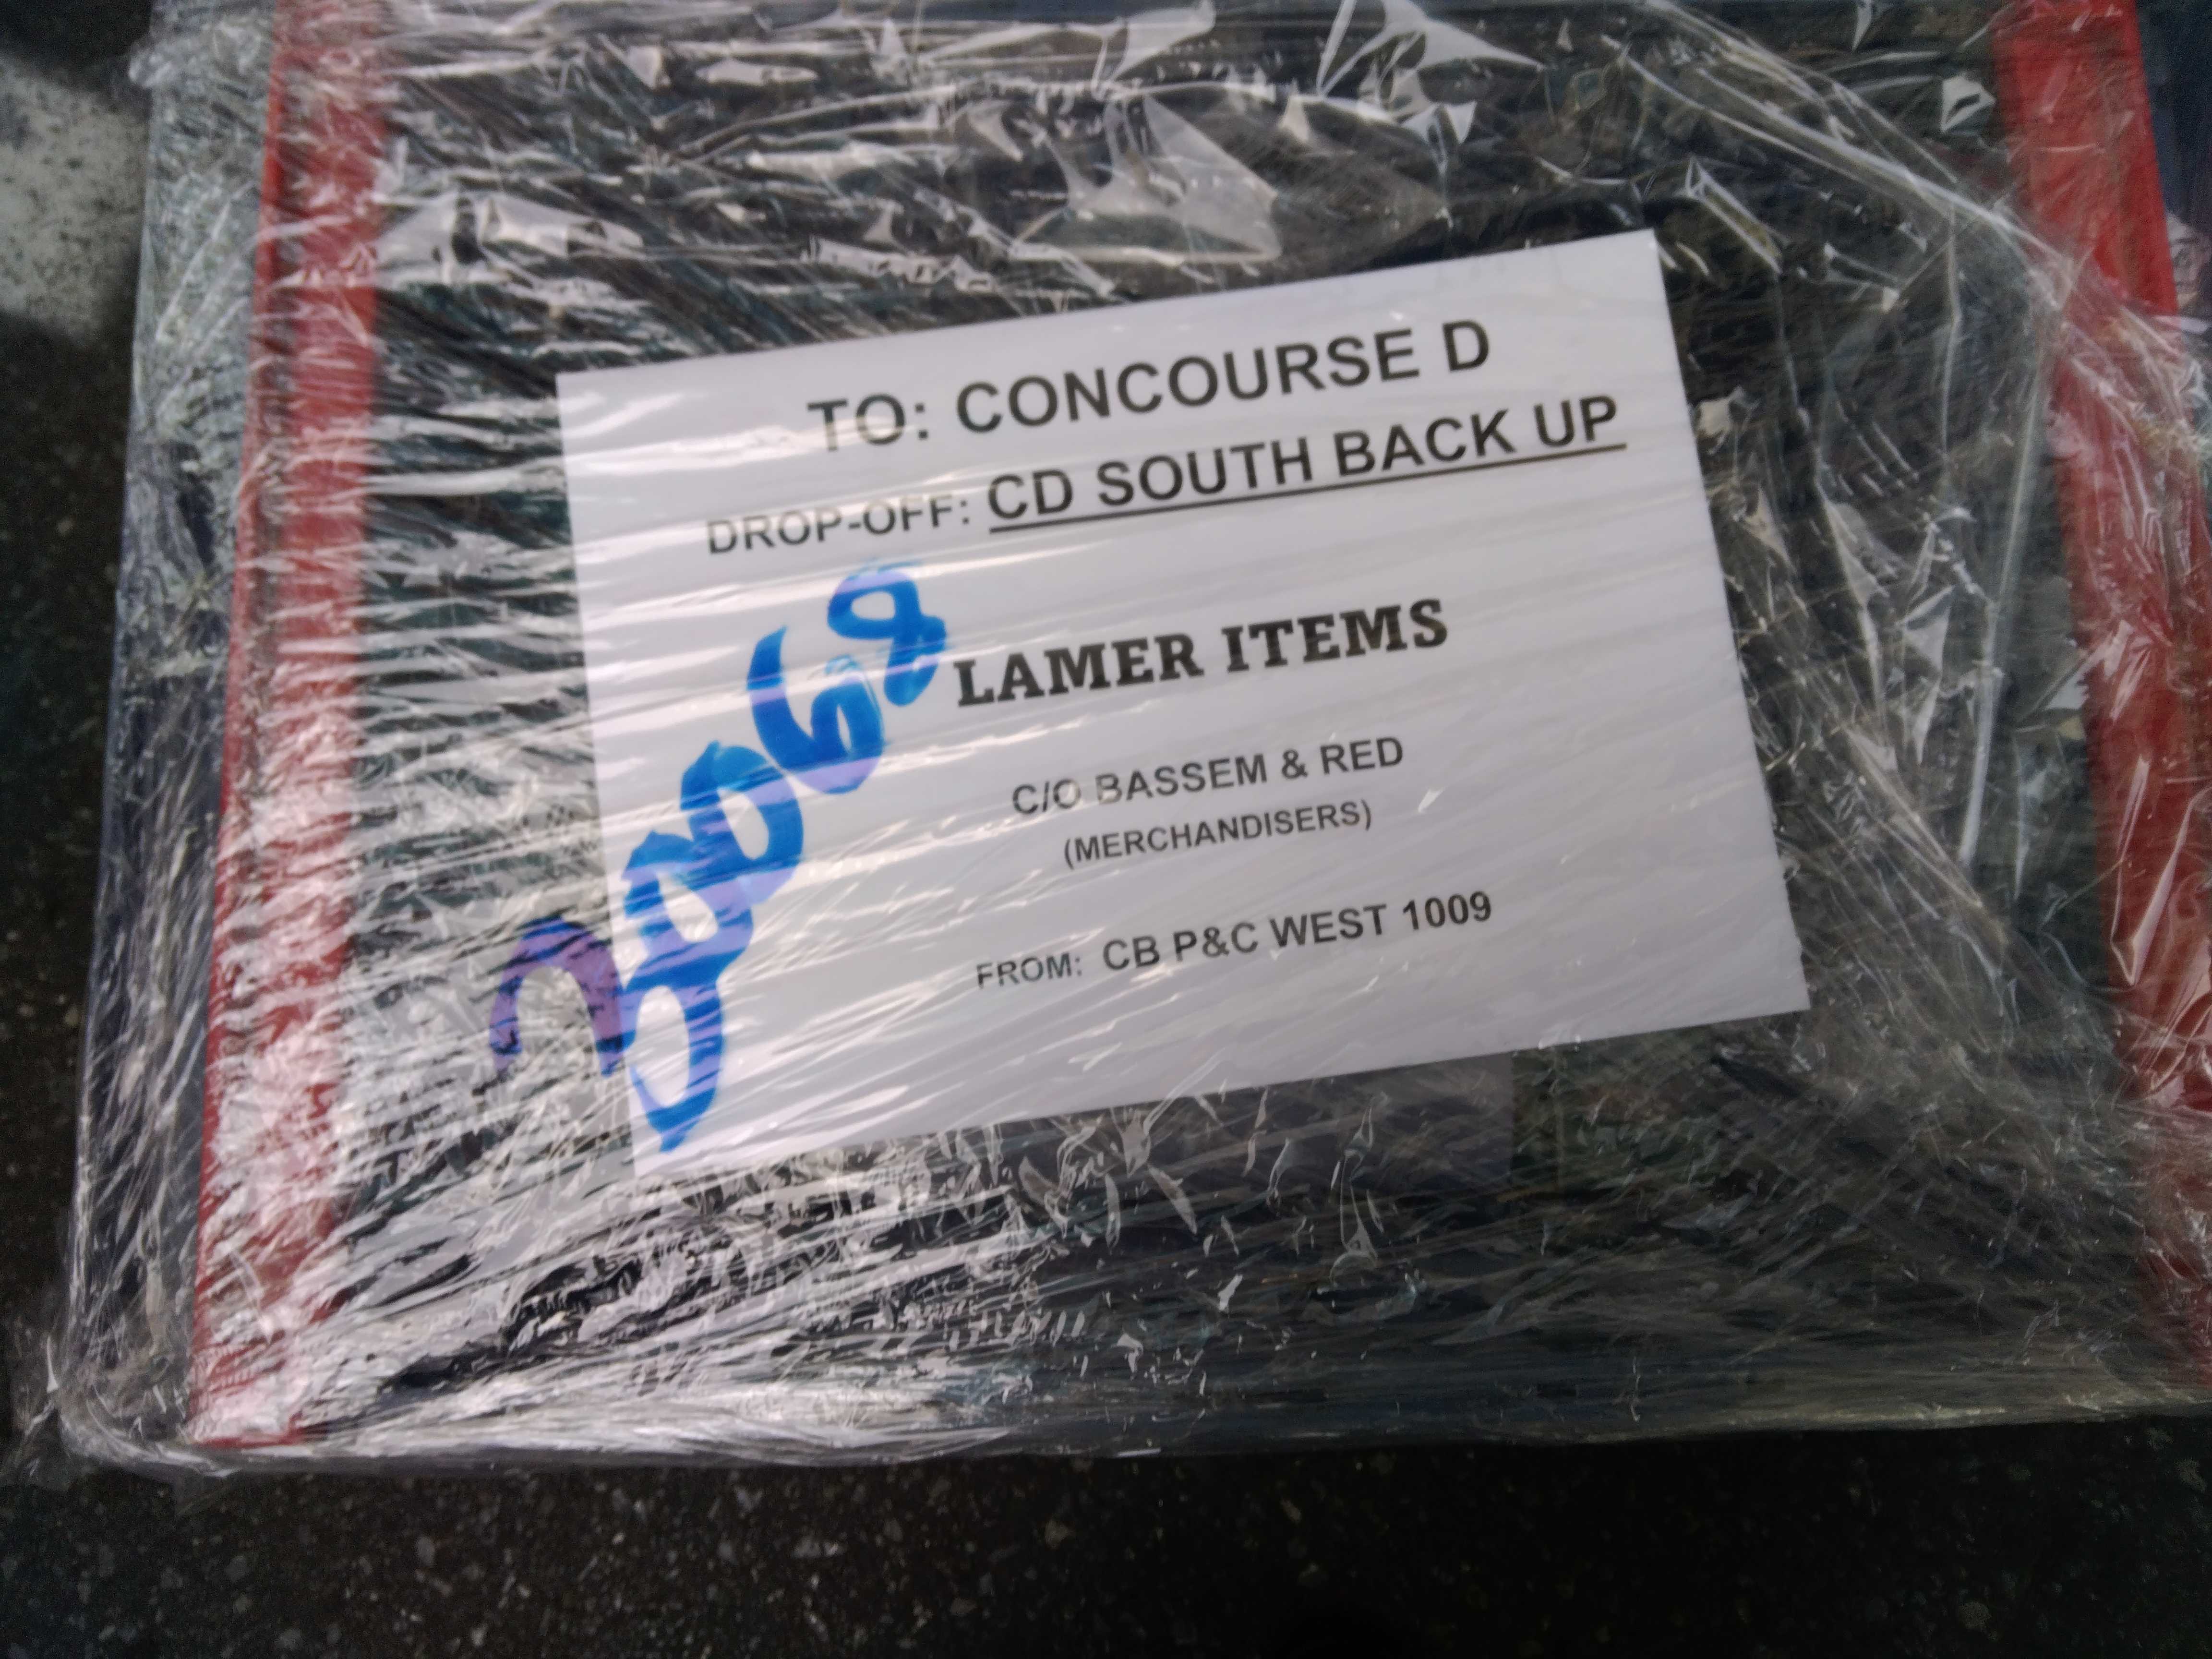 TO: CONCOURSE D
DROP-OFF: CD SOUTH BACK UP
LAMER ITEMS
C/O BASSEM & RED
(MERCHANDISERS)
FROM: CB P&C WEST 1009